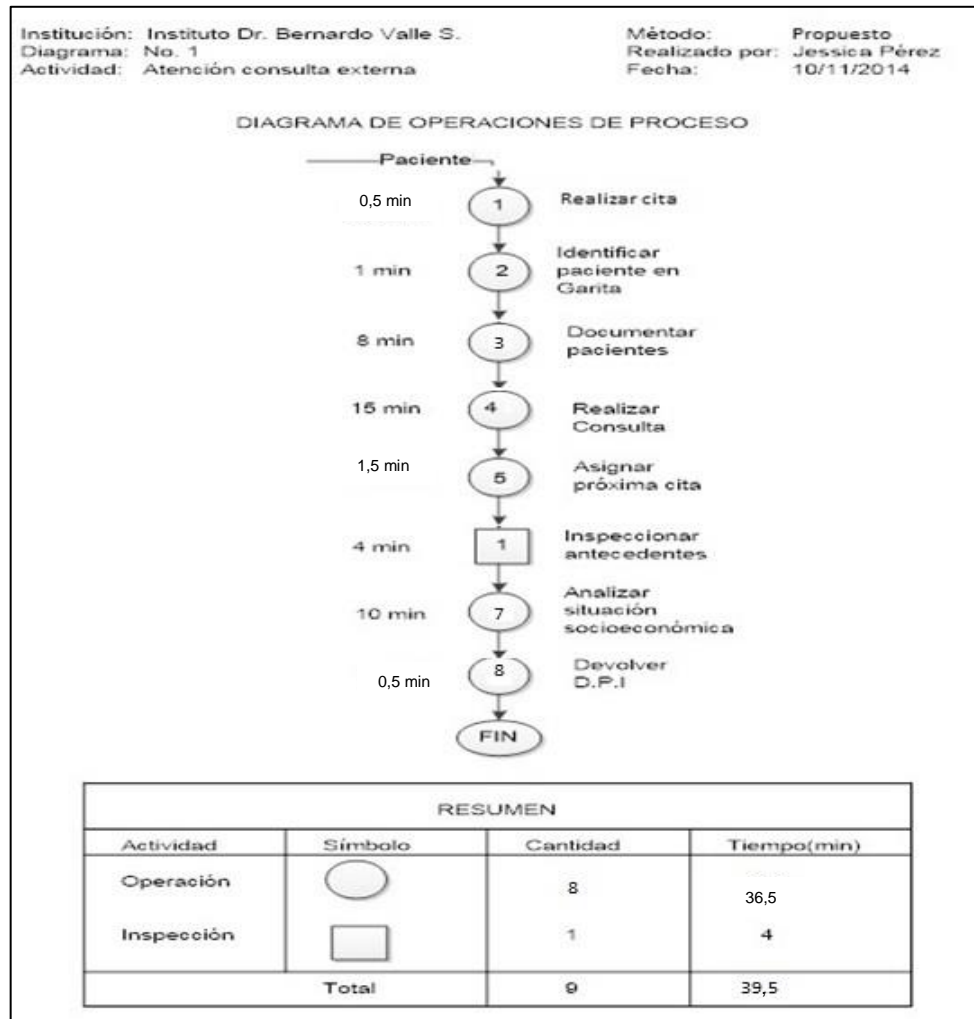 Institución: Instituto Dr. Bernardo Valle S. Método: Propuesto
Diagrama: No. 1 Realizado por: Jessica Pérez
Actividad: Atención consulta externa Fecha: 10/11/2014
DIAGRAMA DE OPERACIONES DE PROCESO
Paciente
0,5 min 1 Realizar cita
1 min 2 Identificar
paciente en
Garita
8 min 3 Documentar
pacientes
15 min 4 Realizar
Consulta
1,5 min 5 Asignar
próxima cita
4 min 1 Inspeccionar
antecedentes
10 min 7 Analizar
situación
socioeconómica
0,5 min 8 Devolver
D.P.I
FIN
RESUMEN
Actividad Símbolo Cantidad Tiempo(min)
Operación 8 36,5
Inspección 1 4
Total 9 39,5